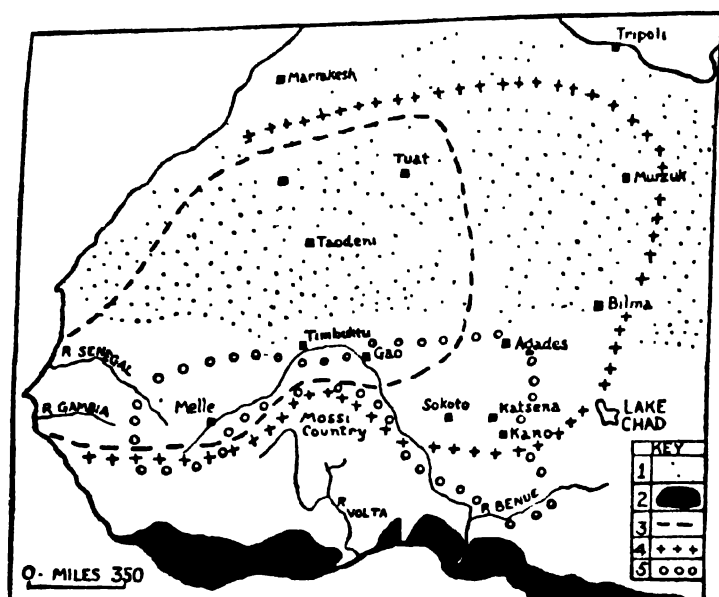 Tripoli
Marrakesh
Tuat
Murzuk
Taodeni
Bilma
Timbuktu
Gao
Agades
R SENEGAL
R GAMBIA
Melle
Mossi
Country
Sokoto
Katsena
Kano
LAKE
CHAD
R VOLTA
R BENUE
KEY
1
2
3
4
5
0 - MILES 350